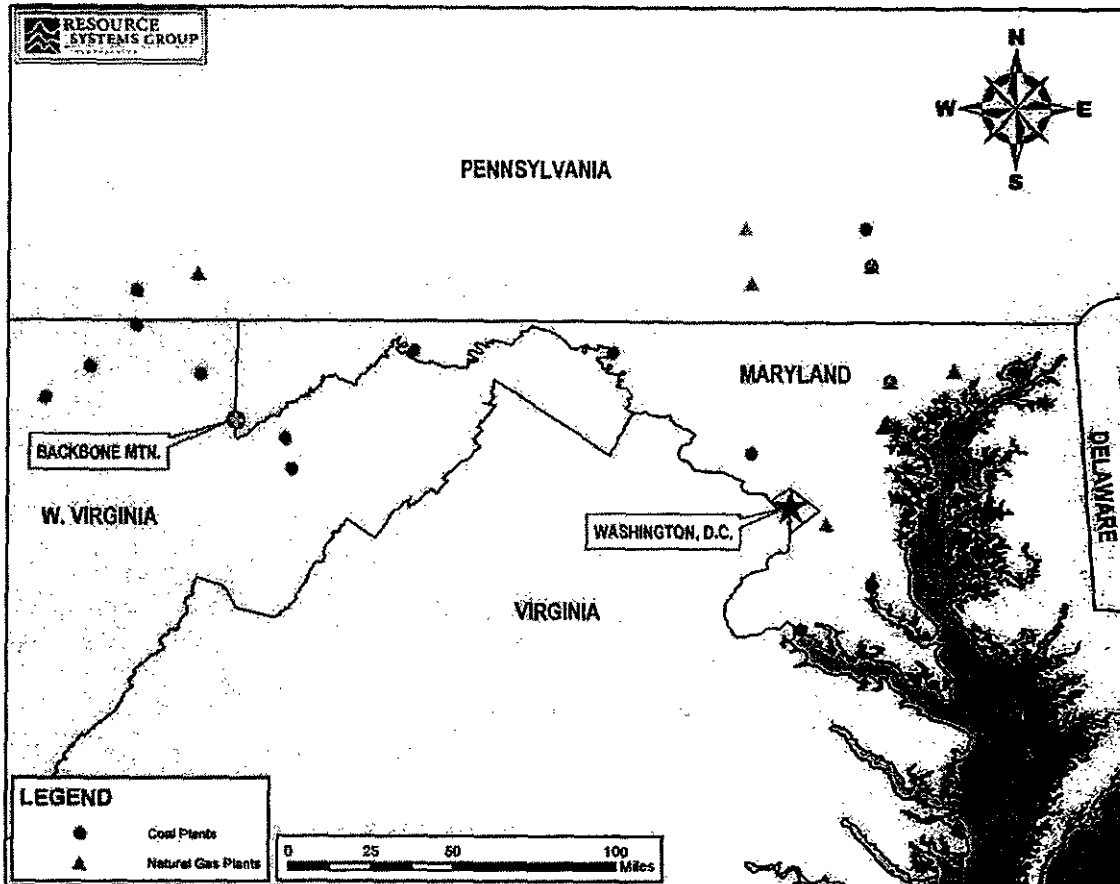 RESOURCE
SYSTEMS GROUP
N
W
E
S
PENNSYLVANIA
MARYLAND
BACKBONE MTN.
DELAWARE
W. VIRGINIA
WASHINGTON, D.C.
VIRGINIA
LEGEND
Coal Plants
Natural Gas Plants
0 25 50 100
Miles